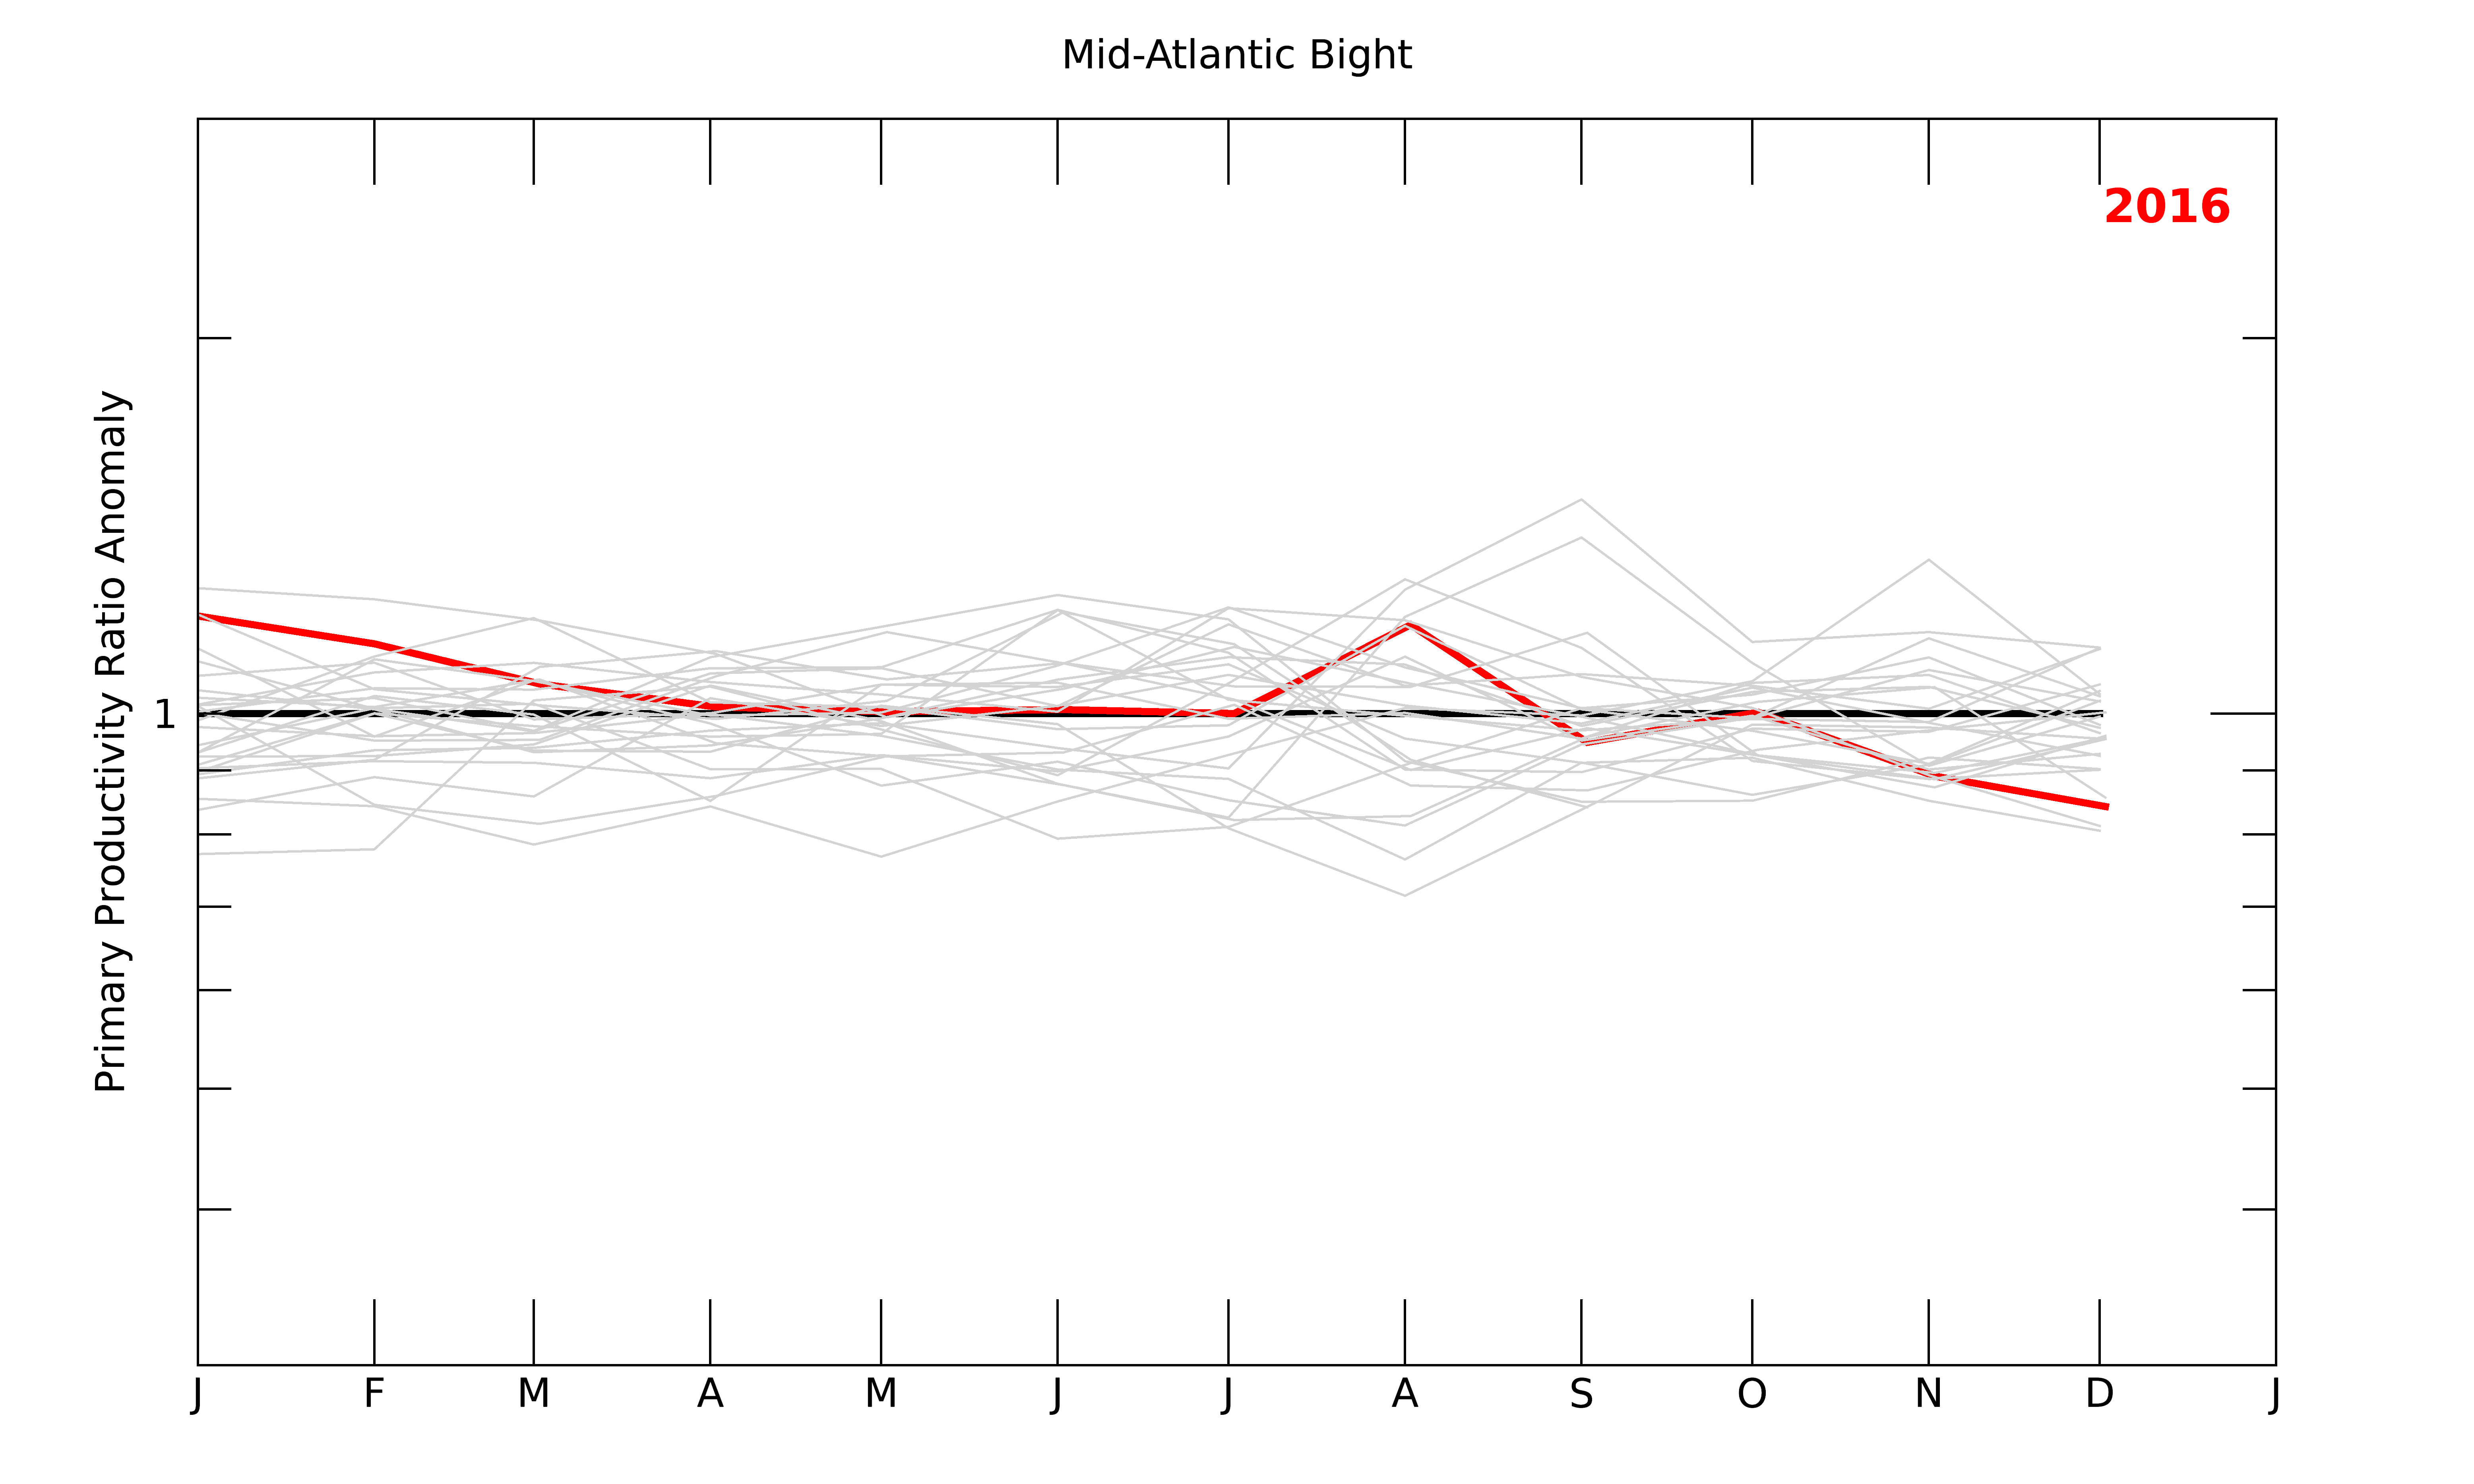 Mid-Atlantic Bight
2016
Primary Productivity Ratio Anomaly
1
J F M A M J J A S O N D J